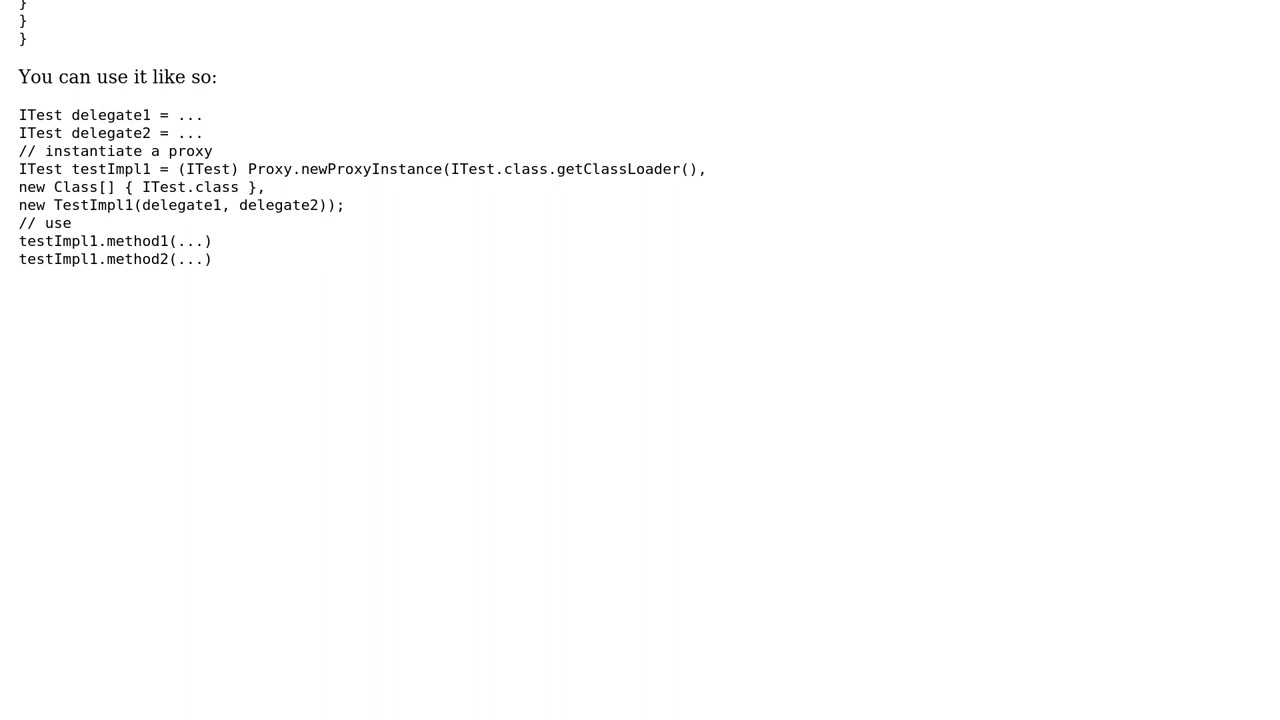 }
}
}
You can use it like so:
ITest delegate1 = ...
ITest delegate2 = ...
// instantiate a proxy
ITest testImpl1 = (ITest) Proxy.newProxyInstance(ITest.class.getClassLoader(),
new Class[] { ITest.class },
new TestImpl1(delegate1, delegate2));
// use
testImpl1.method1(...)
testImpl1.method2(...)